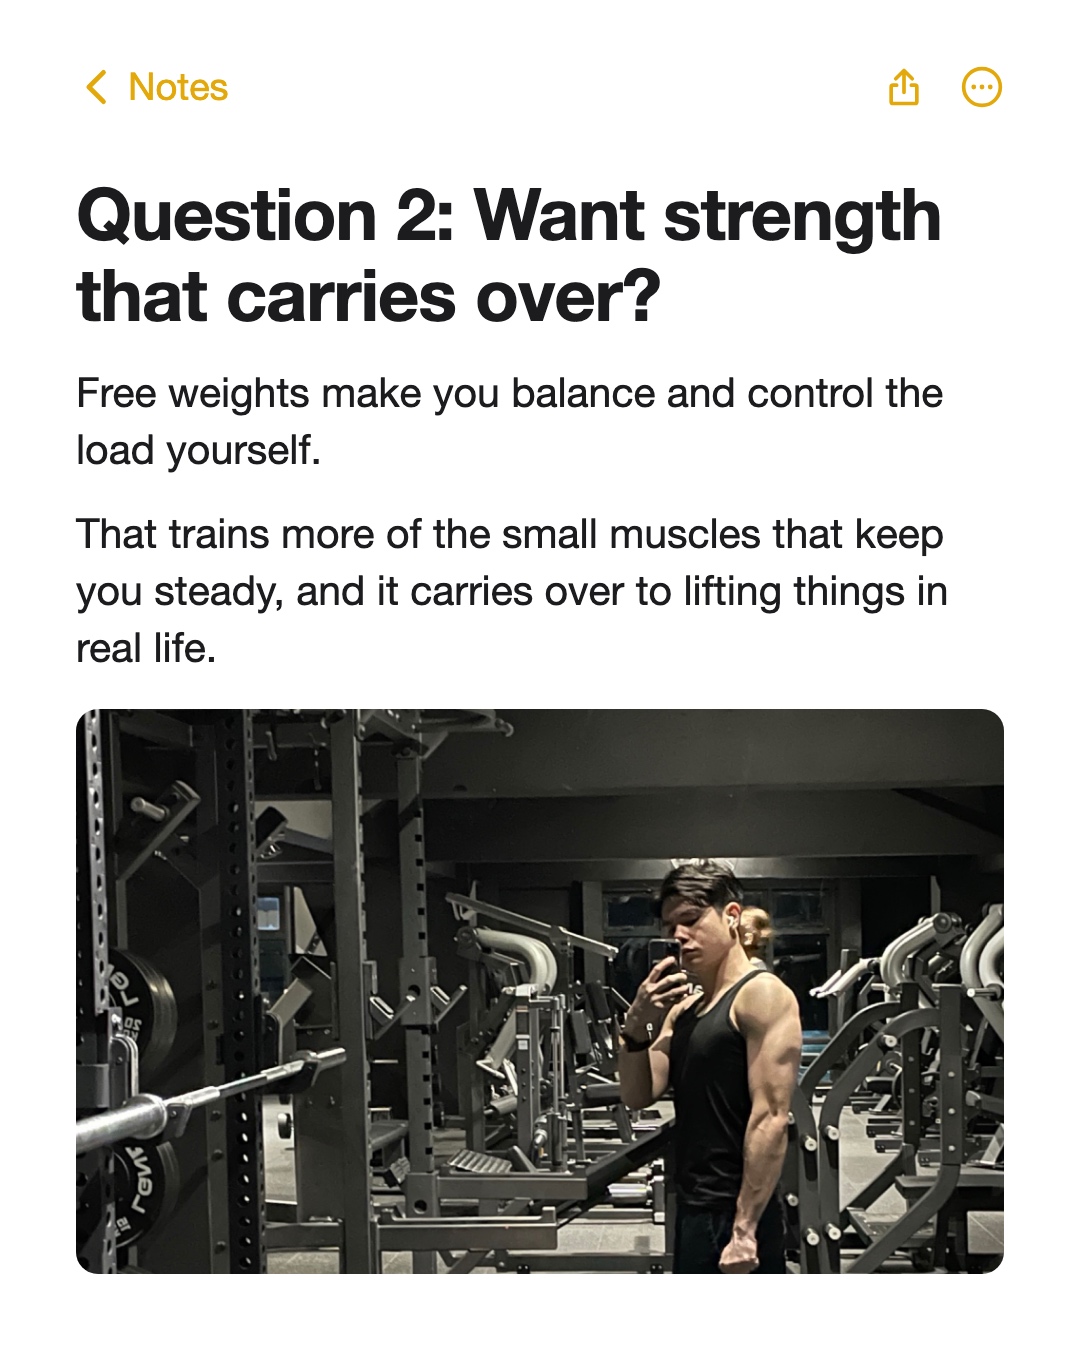 Notes
Question 2: Want strength
that carries over?
Free weights make you balance and control the
load yourself.
That trains more of the small muscles that keep
you steady, and it carries over to lifting things in
real life.